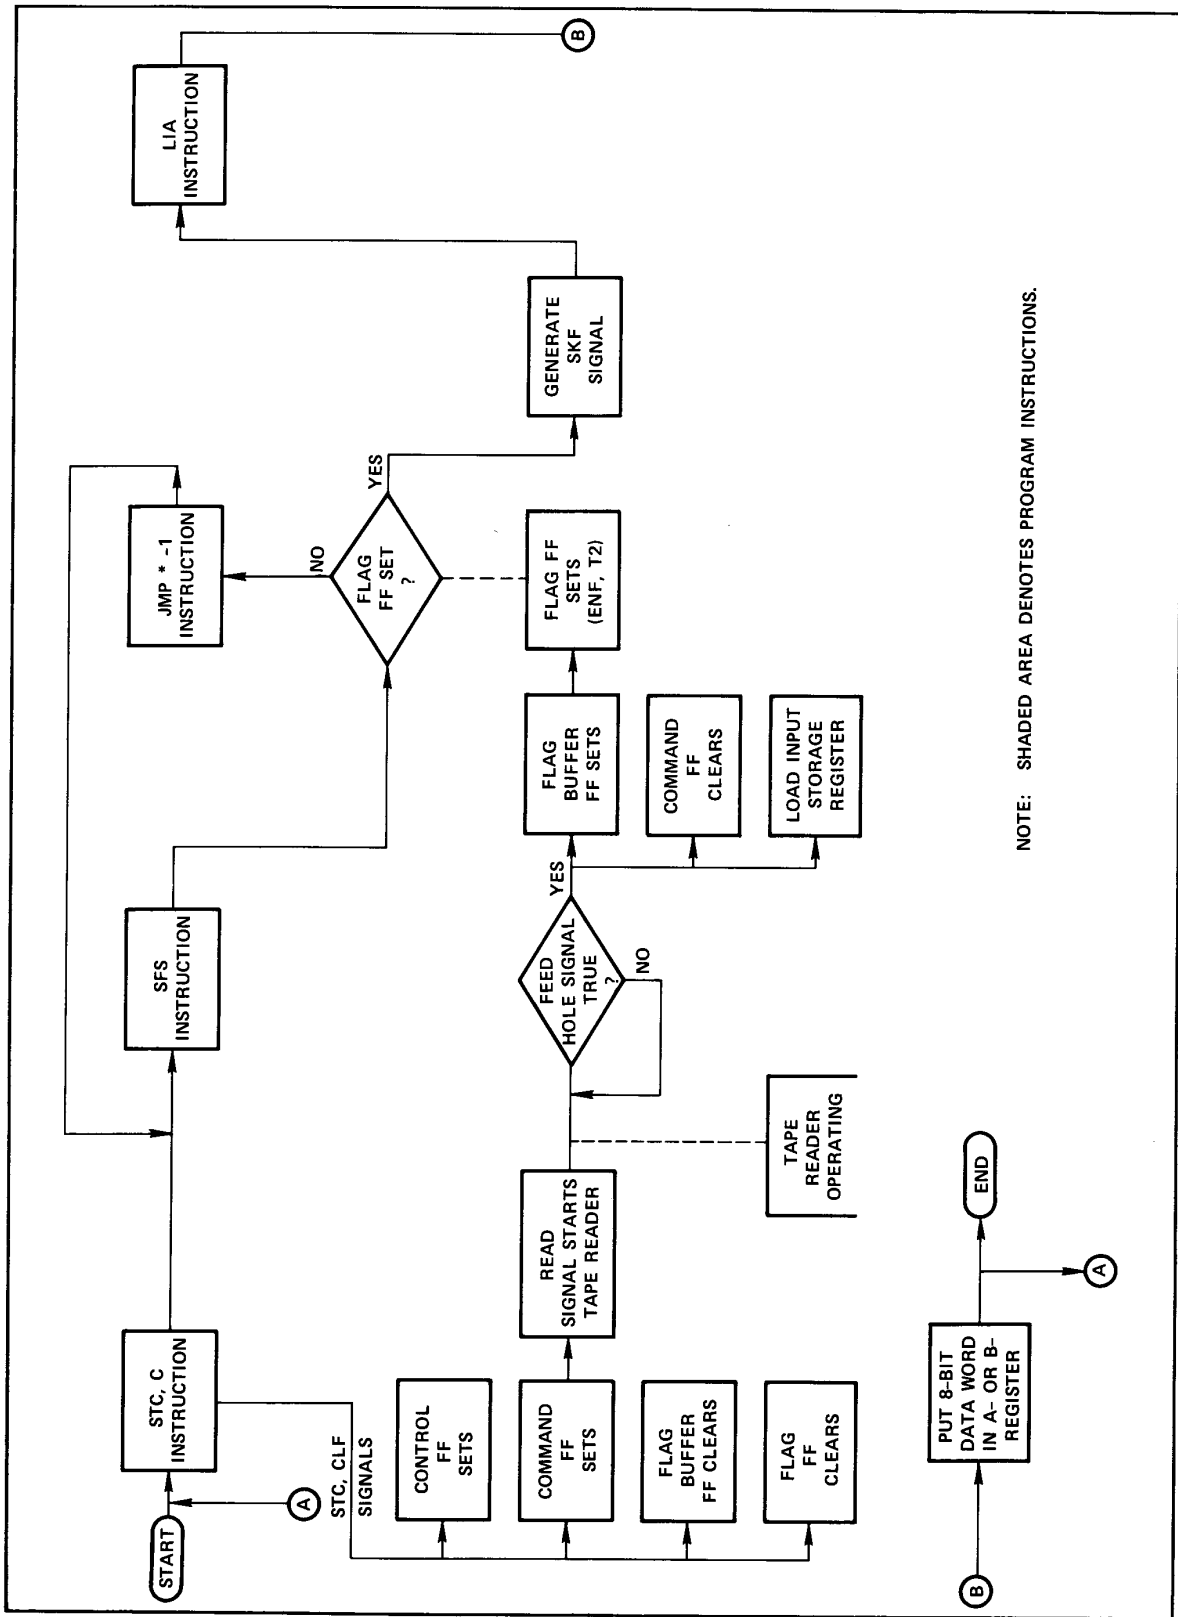 START
A
STC, C
INSTRUCTION
STC, CLF
SIGNALS
CONTROL
FF
SETS
COMMAND
FF
SETS
FLAG
BUFFER
FF CLEARS
FLAG
FF
CLEARS
READ
SIGNAL STARTS
TAPE READER
TAPE
READER
OPERATING
FEED
HOLE SIGNAL
TRUE
?
NO
YES
FLAG
BUFFER
FF SETS
COMMAND
FF
CLEARS
LOAD INPUT
STORAGE
REGISTER
FLAG FF
SETS
(ENF, T2)
SFS
INSTRUCTION
FLAG
FF SET
?
NO
YES
JMP * -1
INSTRUCTION
GENERATE
SKF
SIGNAL
LIA
INSTRUCTION
B
B
PUT 8-BIT
DATA WORD
IN A- OR B-
REGISTER
END
A
NOTE: SHADED AREA DENOTES PROGRAM INSTRUCTIONS.